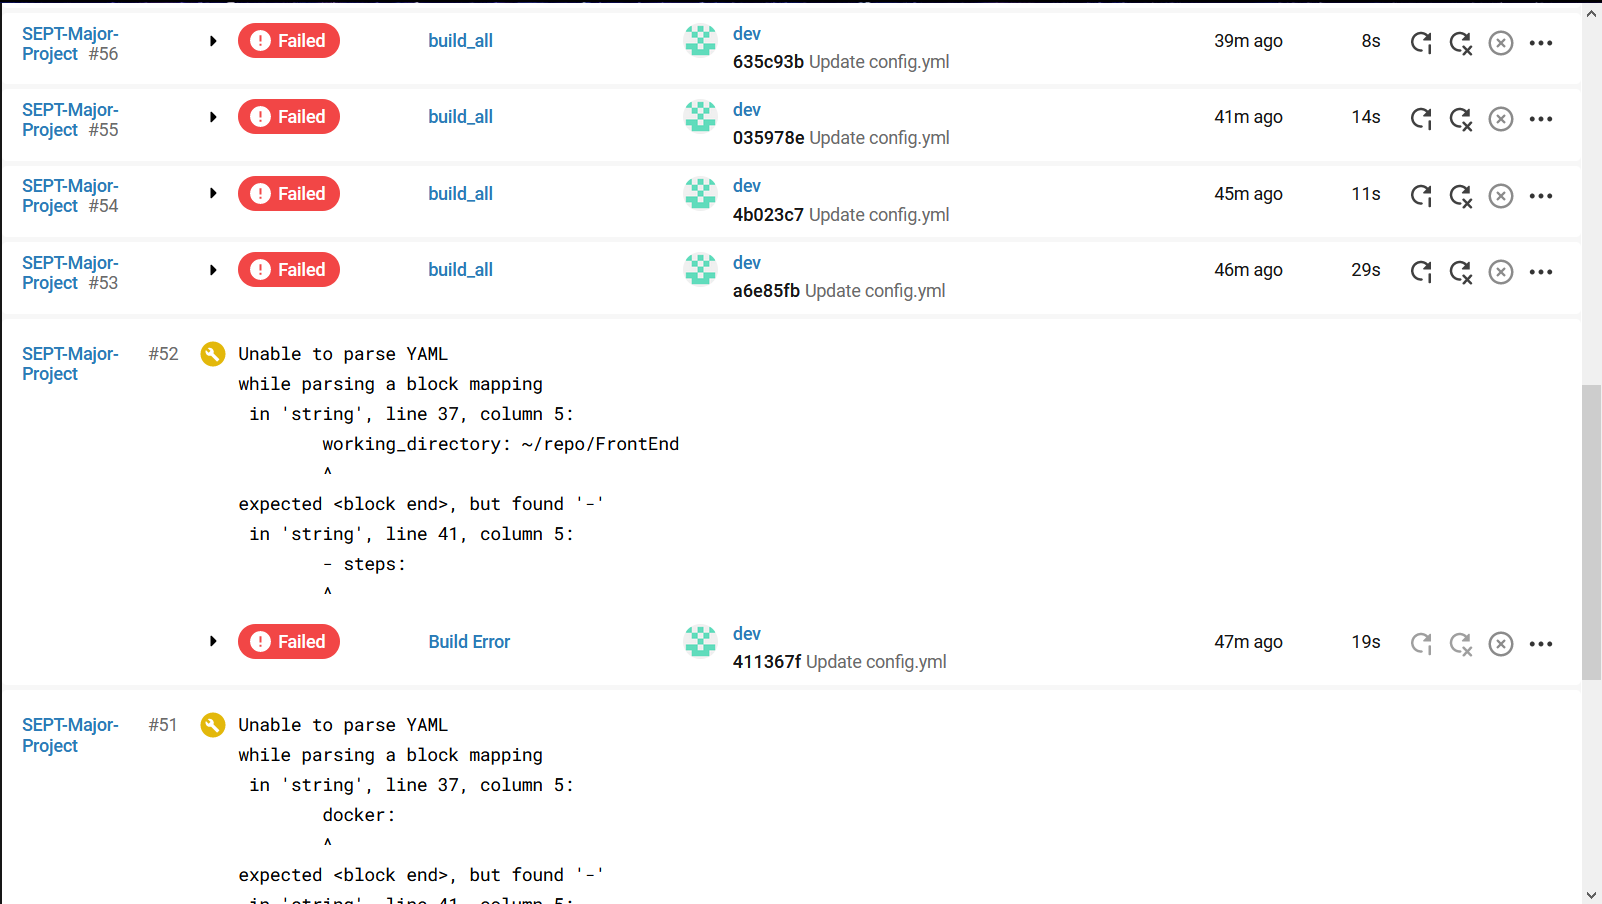 SEPT-Major-
Project #56
Failed
build_all
dev
635c93b Update config.yml
39m ago
8s
SEPT-Major-
Project #55
Failed
build_all
dev
035978e Update config.yml
41m ago
14s
SEPT-Major-
Project #54
Failed
build_all
dev
4b023c7 Update config.yml
45m ago
11s
SEPT-Major-
Project #53
Failed
build_all
dev
a6e85fb Update config.yml
46m ago
29s
SEPT-Major-
Project
#52
Unable to parse YAML
while parsing a block mapping
in 'string', line 37, column 5:
working_directory: ~/repo/FrontEnd
^
expected <block end>, but found '-'
in 'string', line 41, column 5:
- steps:
^
Failed
Build Error
dev
411367f Update config.yml
47m ago
19s
SEPT-Major-
Project
#51
Unable to parse YAML
while parsing a block mapping
in 'string', line 37, column 5:
docker:
^
expected <block end>, but found '-'
in 'string', line 41, column 5: